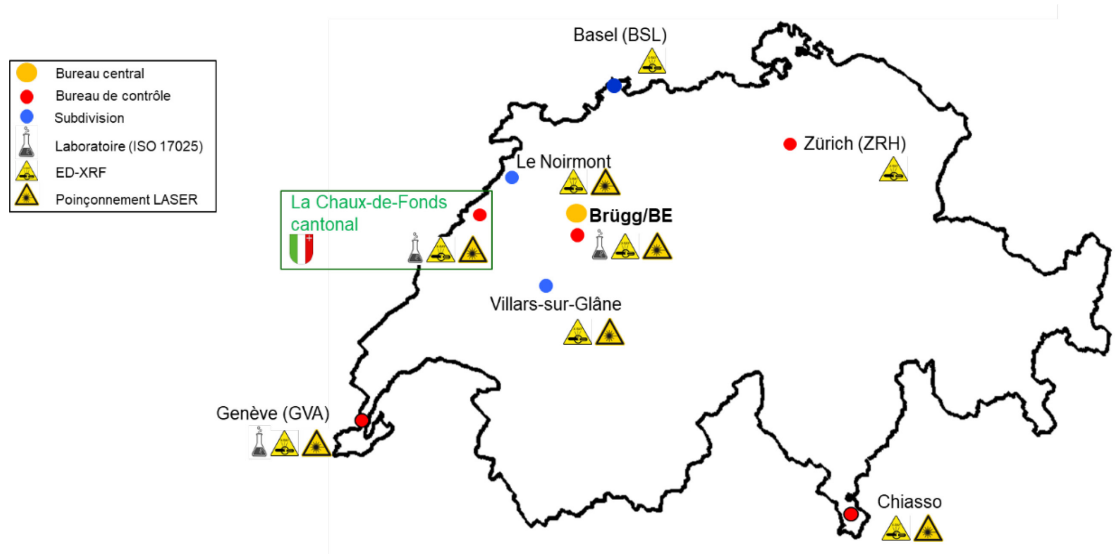 Basel (BSL)
Bureau central
Bureau de contrôle
Subdivision
Laboratoire (ISO 17025)
ED-XRF
Poinçonnement LASER
Zürich (ZRH)
Le Noirmont
La Chaux-de-Fonds
cantonal
Brügg/BE
Villars-sur-Glâne
Genève (GVA)
Chiasso